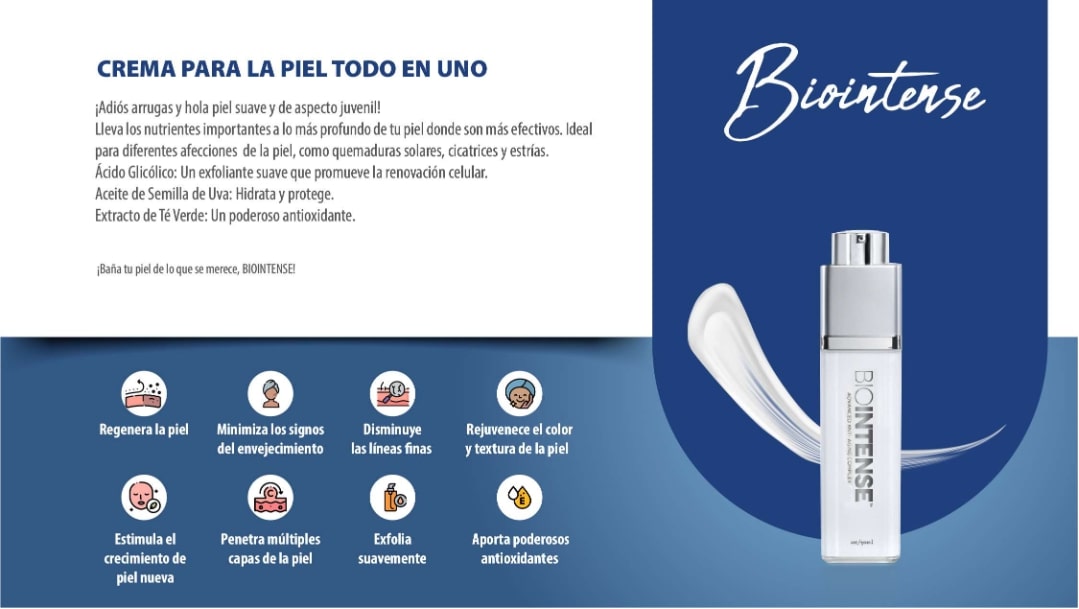 CREMA PARA LA PIEL TODO EN UNO
¡Adiós arrugas y hola piel suave y de aspecto juvenil!
Lleva los nutrientes importantes a lo más profundo de tu piel donde son más efectivos. Ideal
para diferentes afecciones de la piel, como quemaduras solares, cicatrices y estrías.
Ácido Glicólico: Un exfoliante suave que promueve la renovación celular.
Aceite de Semilla de Uva: Hidrata y protege.
Extracto de Té Verde: Un poderoso antioxidante.
¡Baña tu piel de lo que se merece, BIOINTENSE!
Biointense
BIOINTENSE
ADVANCED ANTI-AGING COMPLEX
Regenera la piel
Minimiza los signos
del envejecimiento
Disminuye
las líneas finas
Rejuvenece el color
y textura de la piel
C
E
Estimula el
crecimiento de
piel nueva
Penetra múltiples
capas de la piel
Exfolia
suavemente
Aporta poderosos
antioxidantes